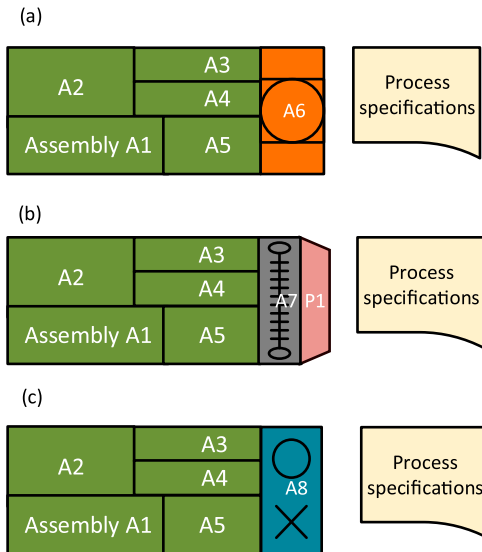 (a)
A2
A3
A4
Assembly A1
A5
A6
Process
specifications
(b)
A2
A3
A4
Assembly A1
A5
A7
P1
Process
specifications
(c)
A2
A3
A4
Assembly A1
A5
A8
Process
specifications